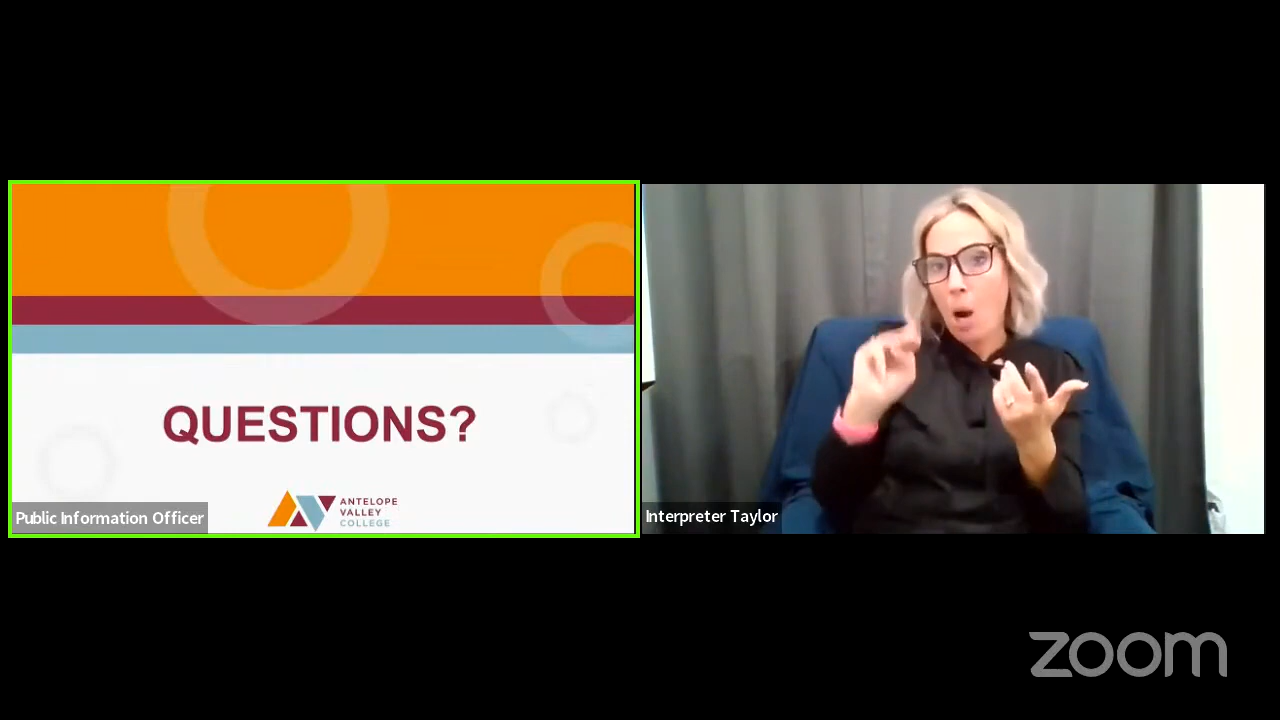 QUESTIONS?
ANTELOPE
VALLEY
COLLEGE
Public Information Officer
Interpreter Taylor
zoom